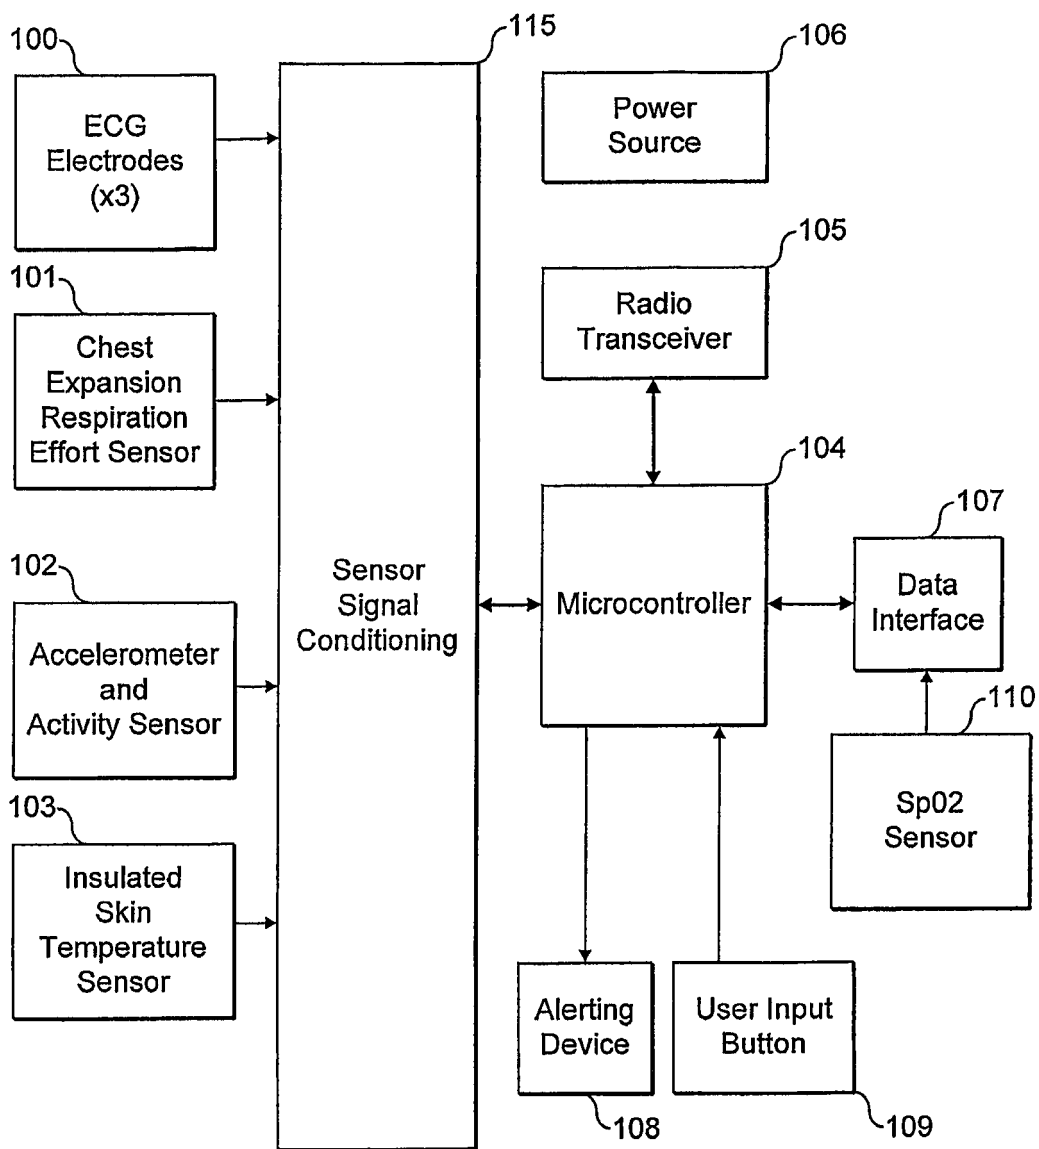 100
ECG
Electrodes
(x3)
101
Chest
Expansion
Respiration
Effort Sensor
102
Accelerometer
and
Activity Sensor
103
Insulated
Skin
Temperature
Sensor
115
Sensor
Signal
Conditioning
106
Power
Source
105
Radio
Transceiver
104
Microcontroller
107
Data
Interface
110
Sp02
Sensor
Alerting
Device
108
User Input
Button
109